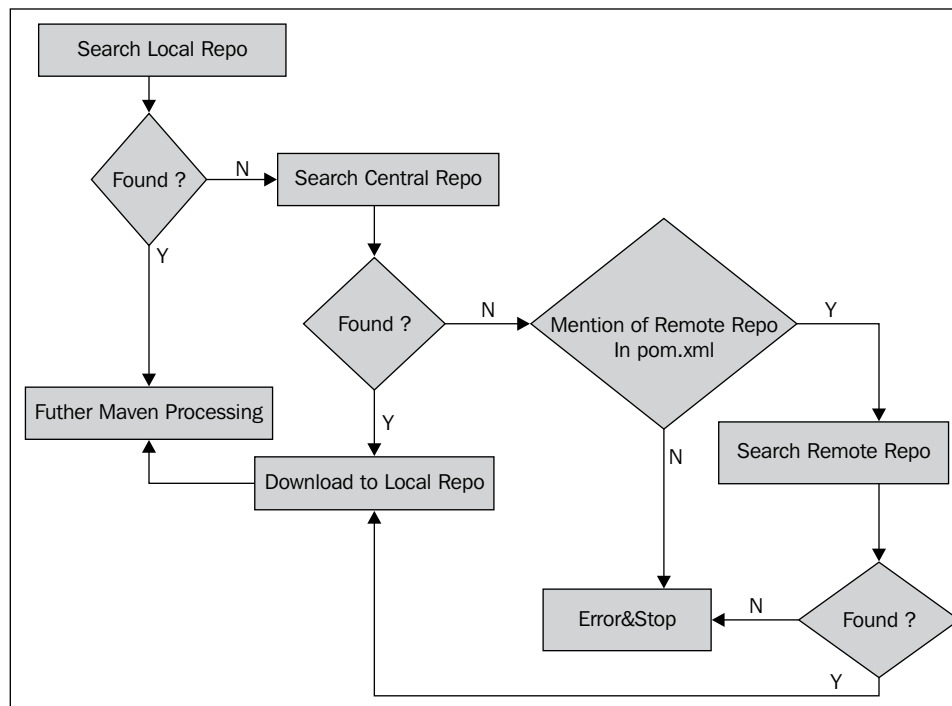 Search Local Repo
Found ?
N
Search Central Repo
Y
Found ?
N
Mention of Remote Repo
In pom.xml
Y
Futher Maven Processing
Y
Download to Local Repo
N
Search Remote Repo
Error&Stop
N
Found ?
Y